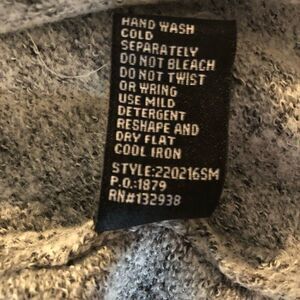 HAND WASH
COLD
SEPARATELY
DO NOT BLEACH
DO NOT TWIST
OR WRING
USE MILD
DETERGENT
RESHAPE AND
DRY FLAT
COOL IRON
STYLE:220216SM
P.O.:1879
RN#132938